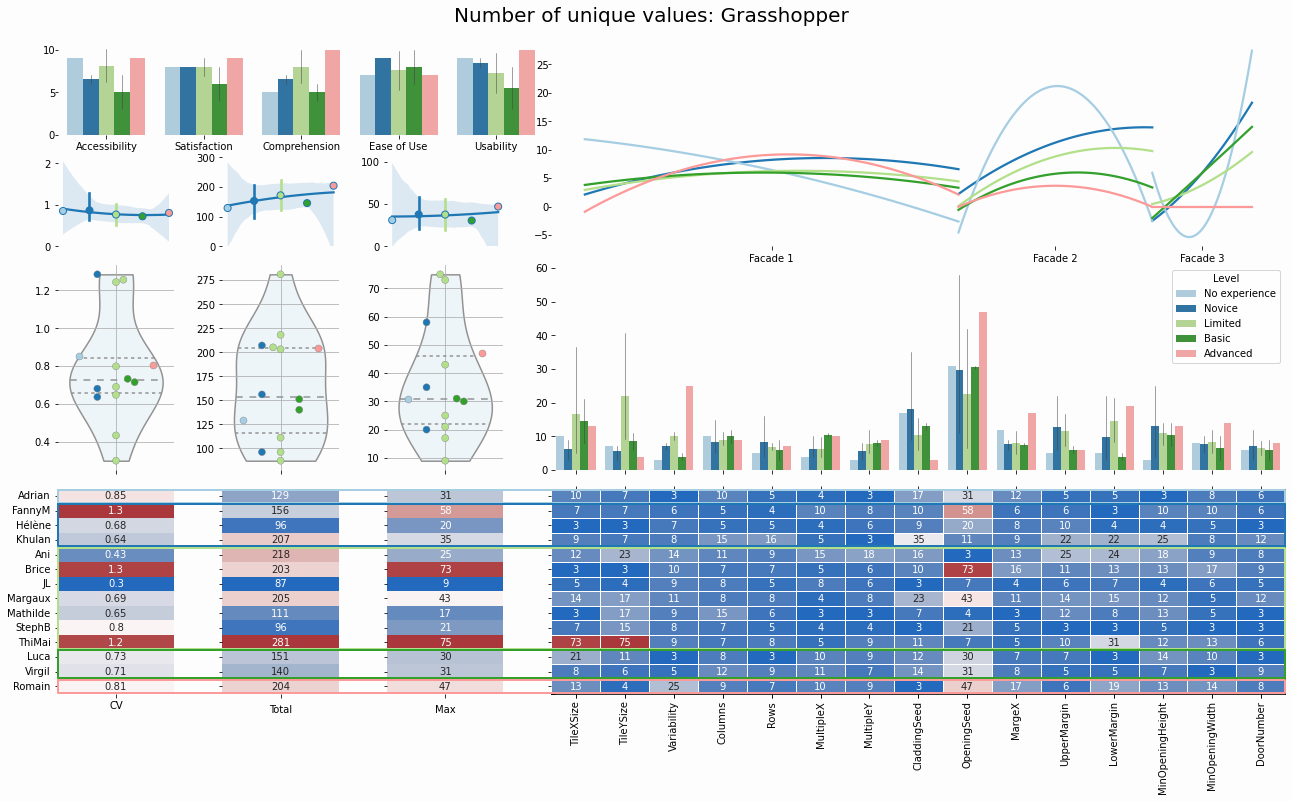 Number of unique values: Grasshopper
10
5
0
Accessibility Satisfaction Comprehension Ease of Use Usability
25
20
15
10
5
0
−5
Facade 1 Facade 2 Facade 3
2
1
0
300
200
100
0
100
50
0
1.2
1.0
0.8
0.6
0.4
275
250
225
200
175
150
125
100
70
60
50
40
30
20
10
60
50
40
30
20
10
0
Level
No experience
Novice
Limited
Basic
Advanced
Adrian 0.85 129 31 10 7 3 10 5 4 3 17 31 12 5 5 3 8 6
FannyM 1.3 156 58 7 7 6 5 4 10 8 10 58 6 6 3 10 10 6
Hélène 0.68 96 20 3 3 7 5 5 4 6 9 20 8 10 4 4 5 3
Khulan 0.64 207 35 9 7 8 15 16 5 3 35 11 9 22 22 25 8 12
Ani 0.43 218 25 12 23 14 11 9 15 18 16 3 13 25 24 18 9 8
Brice 1.3 203 73 3 3 10 7 7 5 6 10 73 16 11 13 13 17 9
JL 0.3 87 9 5 4 9 8 5 8 6 3 7 4 6 7 4 6 5
Margaux 0.69 205 43 14 17 11 8 8 8 4 23 43 11 14 15 12 5 12
Mathilde 0.65 111 17 3 17 9 15 6 3 3 7 4 3 12 8 13 5 3
StephB 0.8 96 21 7 15 8 7 5 4 4 3 21 5 3 3 5 3 3
ThiMai 1.2 281 75 73 75 9 7 8 5 9 11 7 5 10 31 12 13 6
Luca 0.73 151 30 21 11 3 8 3 10 9 12 30 7 7 3 14 10 3
Virgil 0.71 140 31 8 6 5 12 9 11 7 14 31 8 5 5 7 3 9
Romain 0.81 204 47 13 4 25 9 7 10 9 3 47 17 6 19 13 14 8
CV Total Max
TileXSize
TileYSize
Variability
Columns
Rows
MultipleX
MultipleY
CladdingSeed
OpeningSeed
MargeX
UpperMargin
LowerMargin
MinOpeningHeight
MinOpeningWidth
DoorNumber